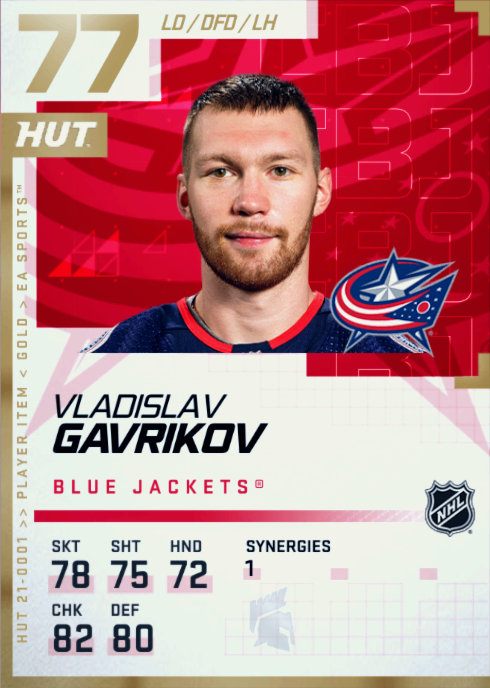 77
LD / DFD / LH
HUT
HUT 21-0001 >> PLAYER ITEM < GOLD > EA SPORTS™
VLADISLAV
GAVRIKOV
BLUE JACKETS®
NHL
SKT SHT HND SYNERGIES
78 75 72 1
CHK DEF
82 80